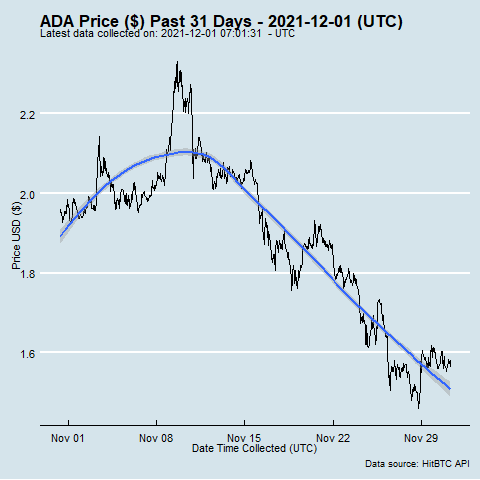 ADA Price ($) Past 31 Days - 2021-12-01 (UTC)
Latest data collected on: 2021-12-01 07:01:31  - UTC
Price USD ($)
2.2
2.0
1.8
1.6
Nov 01 Nov 08 Nov 15 Nov 22 Nov 29
Date Time Collected (UTC)
Data source: HitBTC API